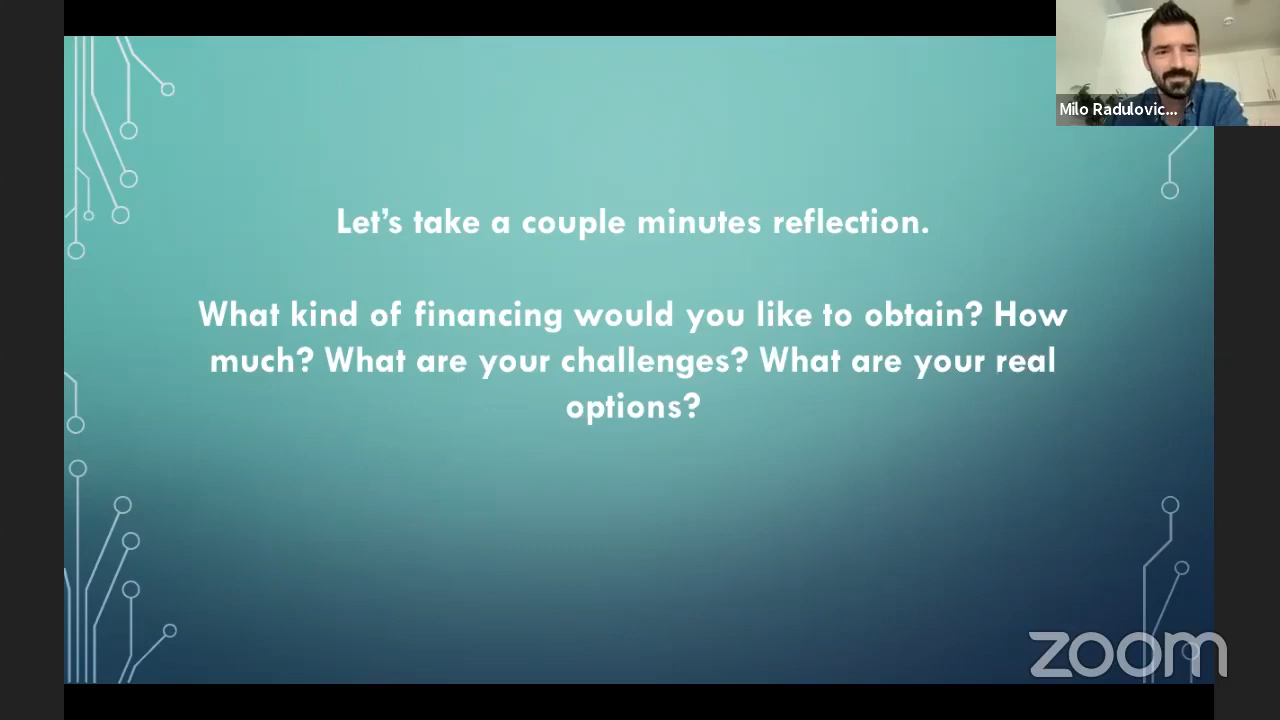 Milo Radulovic...
Let's take a couple minutes reflection.
What kind of financing would you like to obtain? How
much? What are your challenges? What are your real
options?
zoom